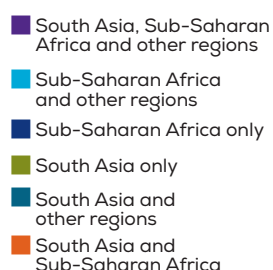 South Asia, Sub-Saharan
Africa and other regions
Sub-Saharan Africa
and other regions
Sub-Saharan Africa only
South Asia only
South Asia and
other regions
South Asia and
Sub-Saharan Africa